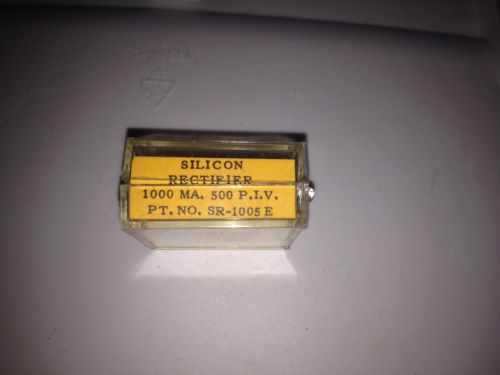 SILICON
RECTIFIER
1000 MA. 500 P.I.V.
PT. NO. SR-1005 E